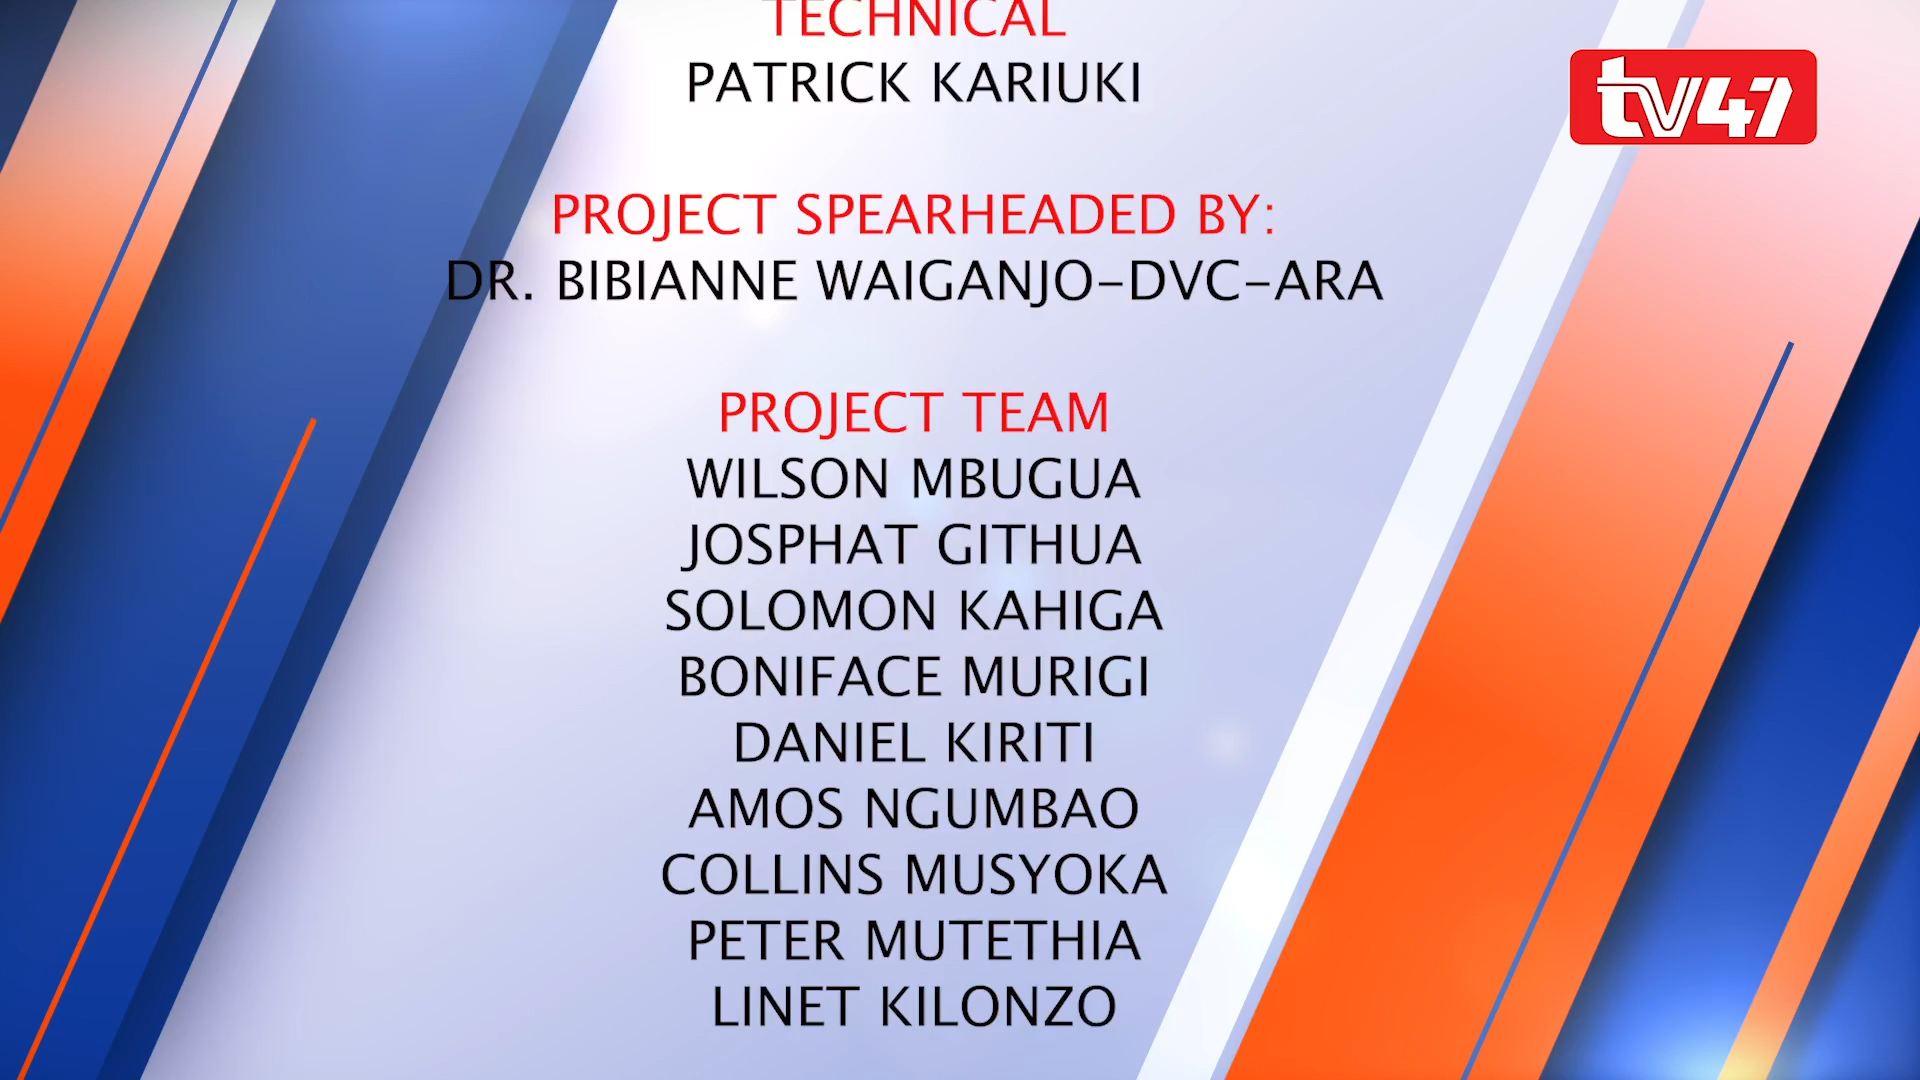 TECHNICAL
PATRICK KARIUKI
tv47
PROJECT SPEARHEADED BY:
DR. BIBIANNE WAIGANJO-DVC-ARA
PROJECT TEAM
WILSON MBUGUA
JOSPHAT GITHUA
SOLOMON KAHIGA
BONIFACE MURIGI
DANIEL KIRITI
AMOS NGUMBAO
COLLINS MUSYOKA
PETER MUTETHIA
LINET KILONZO